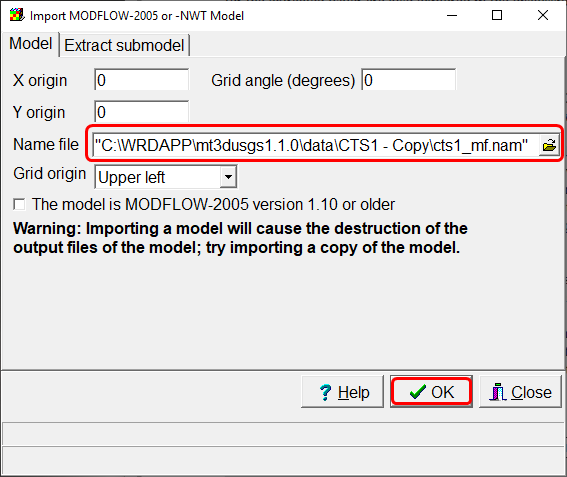 Import MODFLOW-2005 or -NWT Model
Model Extract submodel
X origin 0 Grid angle (degrees) 0
Y origin 0
Name file "C:\WRDAPP\mt3dusgs1.1.0\data\CTS1 - Copy\cts1_mf.nam"
Grid origin Upper left
The model is MODFLOW-2005 version 1.10 or older
Warning: Importing a model will cause the destruction of the
output files of the model; try importing a copy of the model.
? Help OK Close